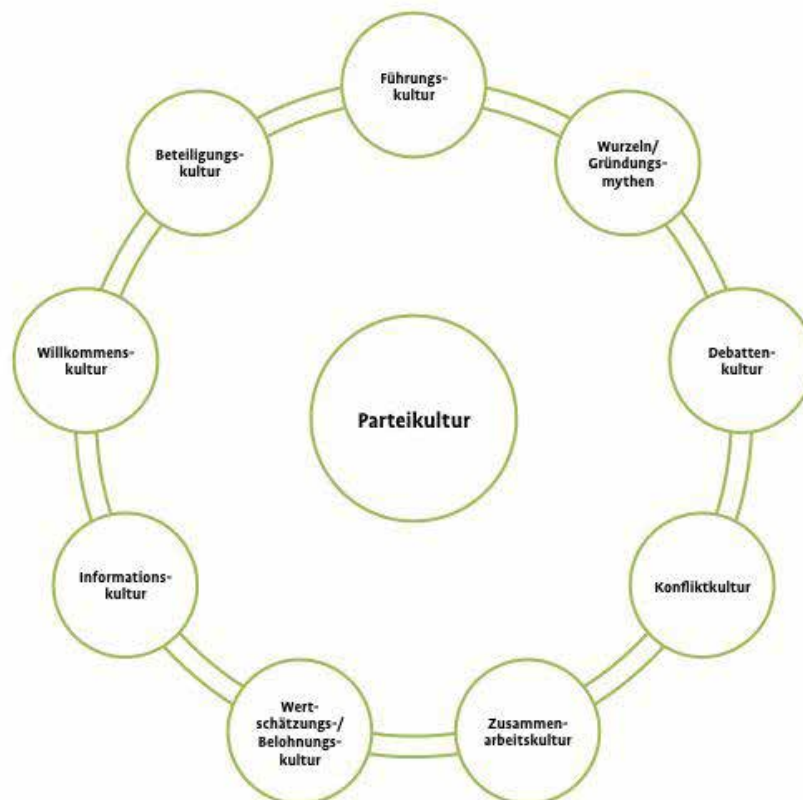 Führungs-
kultur
Wurzeln/
Gründungs-
mythen
Debatten-
kultur
Konfliktkultur
Zusammen-
arbeitskultur
Wert-
schätzungs-/
Belohnungs-
kultur
Informations-
kultur
Willkommens-
kultur
Beteiligungs-
kultur
Parteikultur